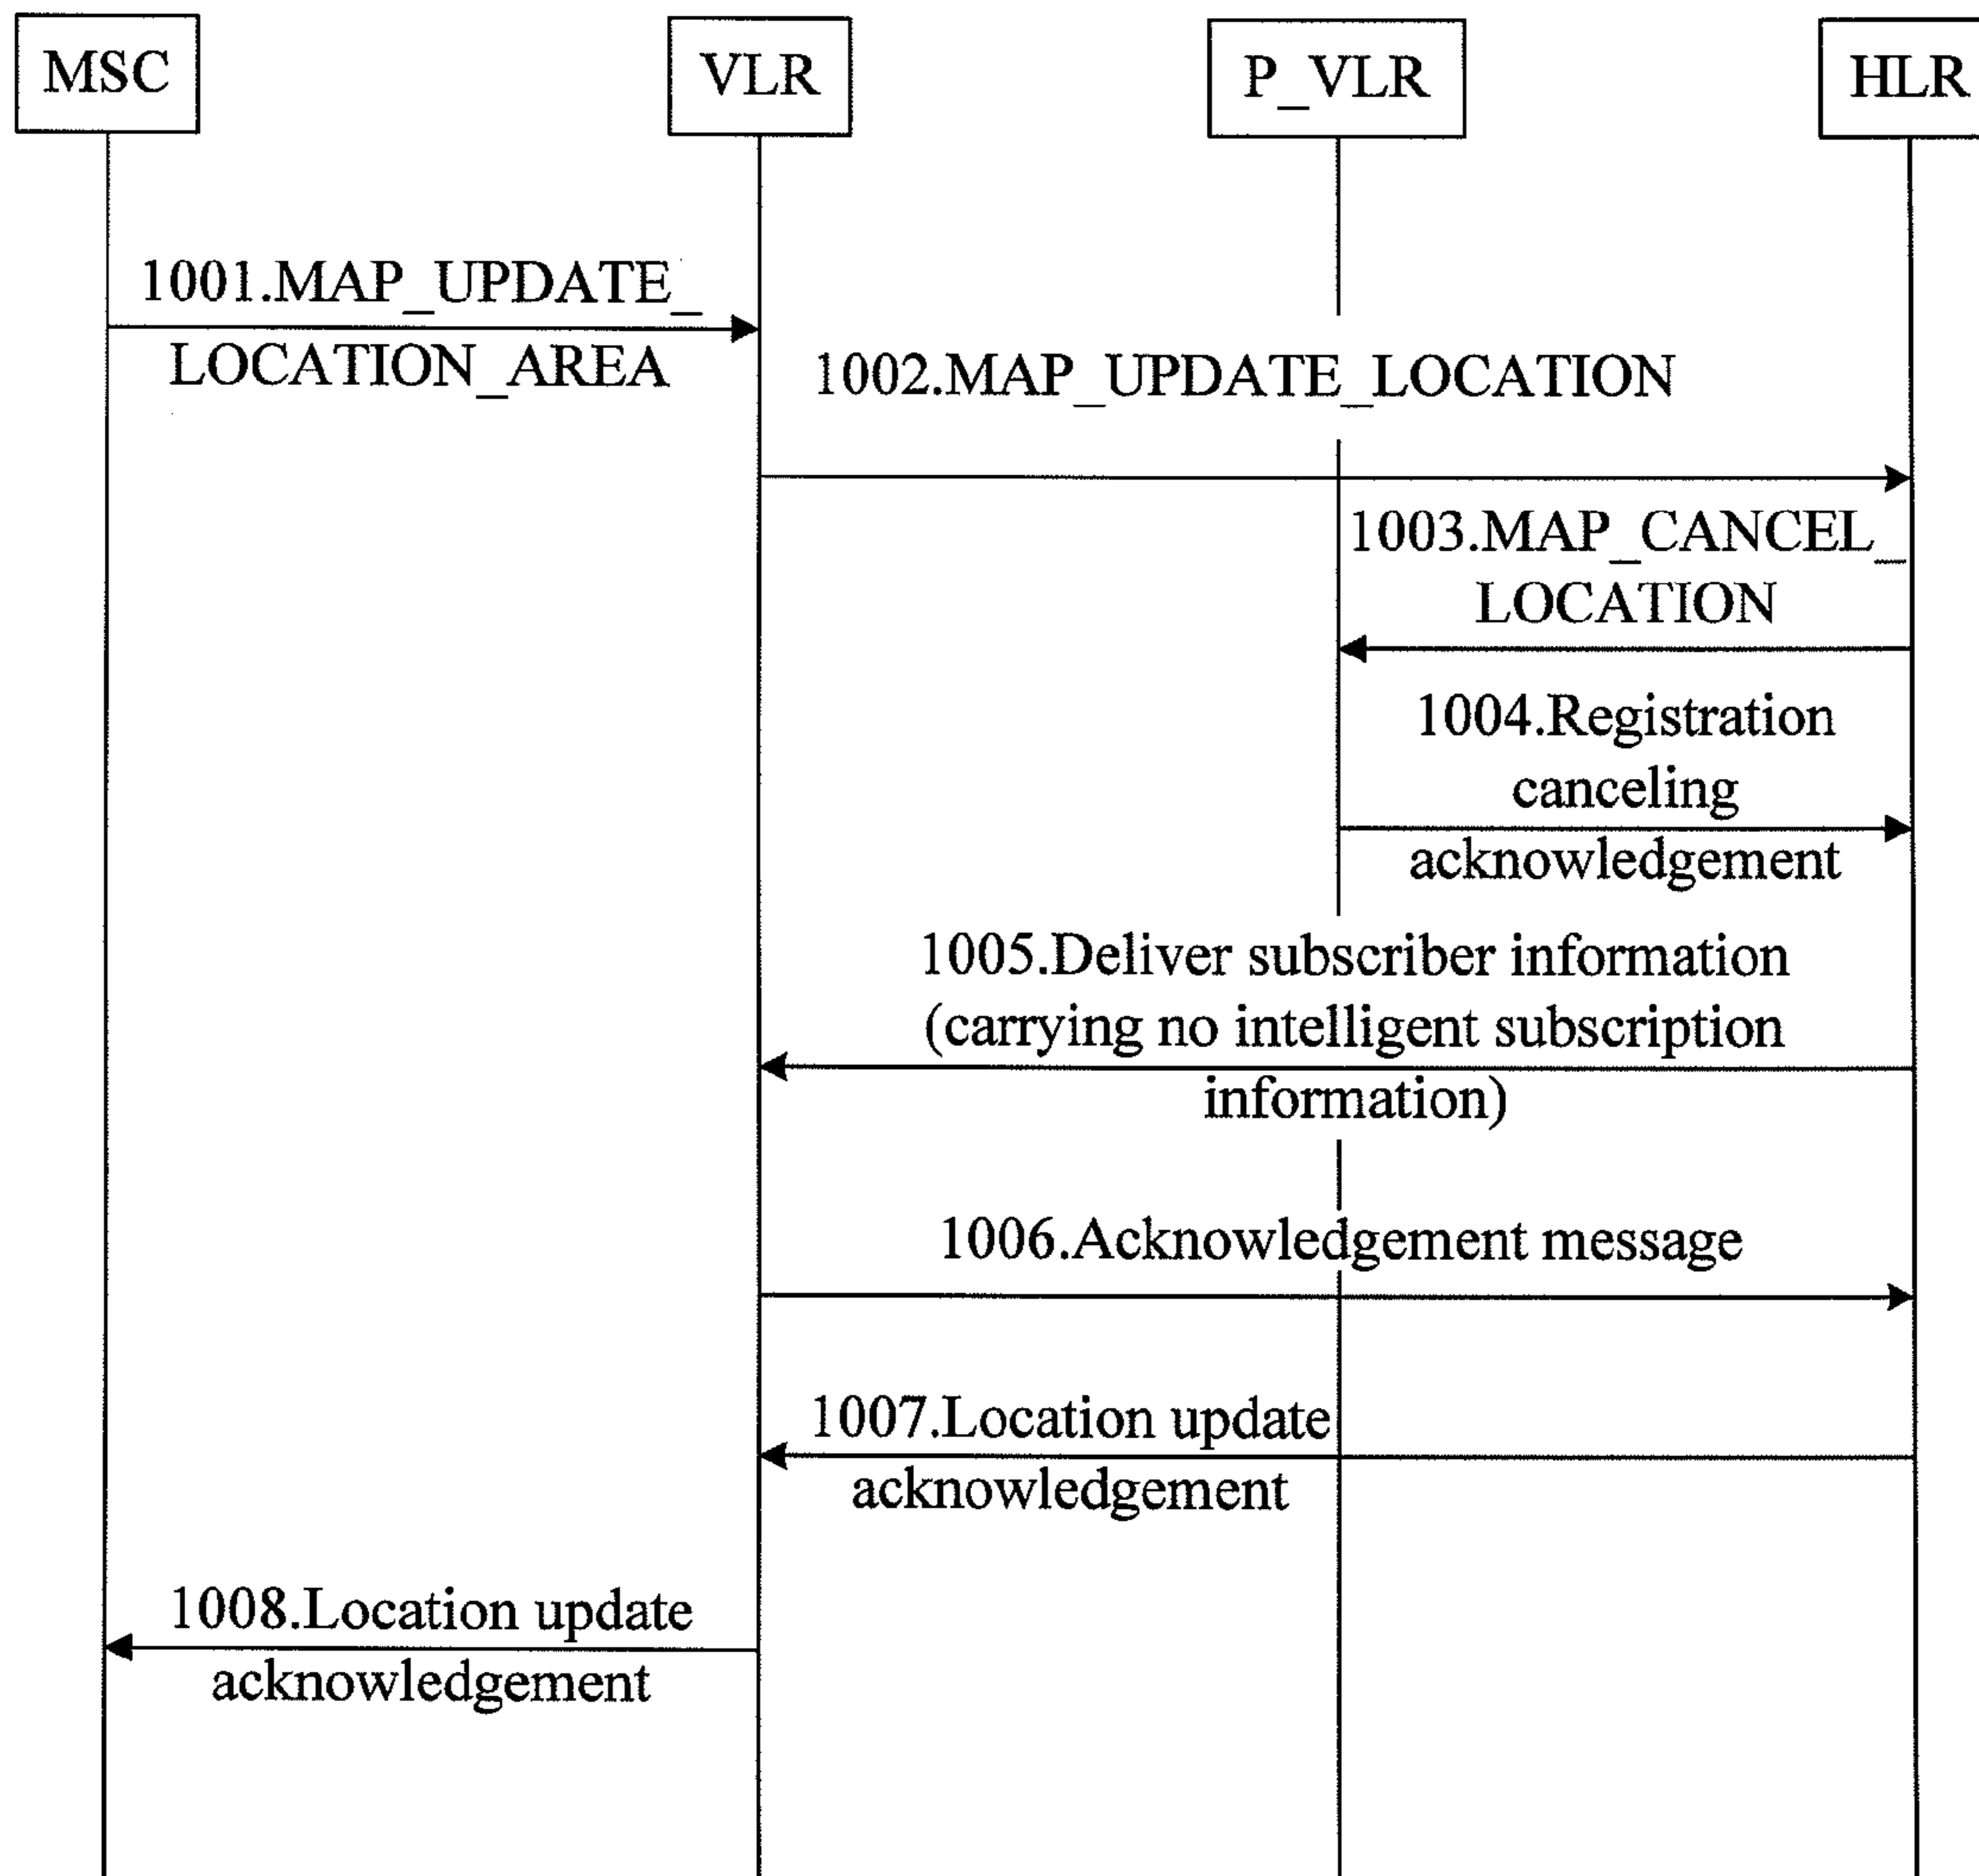 MSC
VLR
P_VLR
HLR
1001.MAP_UPDATE_
LOCATION_AREA
1002.MAP_UPDATE_LOCATION
1003.MAP_CANCEL_
LOCATION
1004.Registration
canceling
acknowledgement
1005.Deliver subscriber information
(carrying no intelligent subscription
information)
1006.Acknowledgement message
1007.Location update
acknowledgement
1008.Location update
acknowledgement